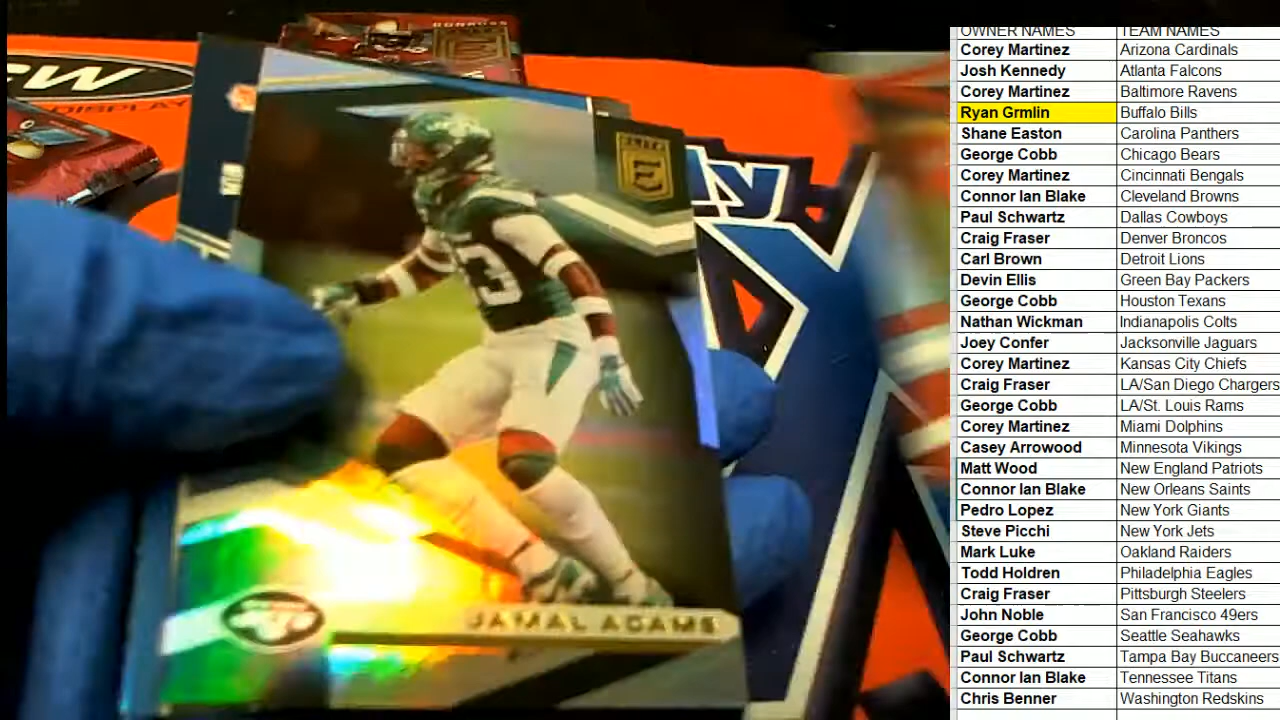 DONRUSS
CW
DISPLAY
ELITE
E
33
JAMAL ADAMS
OWNER NAMES TEAM NAMES
Corey Martinez Arizona Cardinals
Josh Kennedy Atlanta Falcons
Corey Martinez Baltimore Ravens
Ryan Grmlin Buffalo Bills
Shane Easton Carolina Panthers
George Cobb Chicago Bears
Corey Martinez Cincinnati Bengals
Connor Ian Blake Cleveland Browns
Paul Schwartz Dallas Cowboys
Craig Fraser Denver Broncos
Carl Brown Detroit Lions
Devin Ellis Green Bay Packers
George Cobb Houston Texans
Nathan Wickman Indianapolis Colts
Joey Confer Jacksonville Jaguars
Corey Martinez Kansas City Chiefs
Craig Fraser LA/San Diego Chargers
George Cobb LA/St. Louis Rams
Corey Martinez Miami Dolphins
Casey Arrowood Minnesota Vikings
Matt Wood New England Patriots
Connor Ian Blake New Orleans Saints
Pedro Lopez New York Giants
Steve Picchi New York Jets
Mark Luke Oakland Raiders
Todd Holdren Philadelphia Eagles
Craig Fraser Pittsburgh Steelers
John Noble San Francisco 49ers
George Cobb Seattle Seahawks
Paul Schwartz Tampa Bay Buccaneers
Connor Ian Blake Tennessee Titans
Chris Benner Washington Redskins